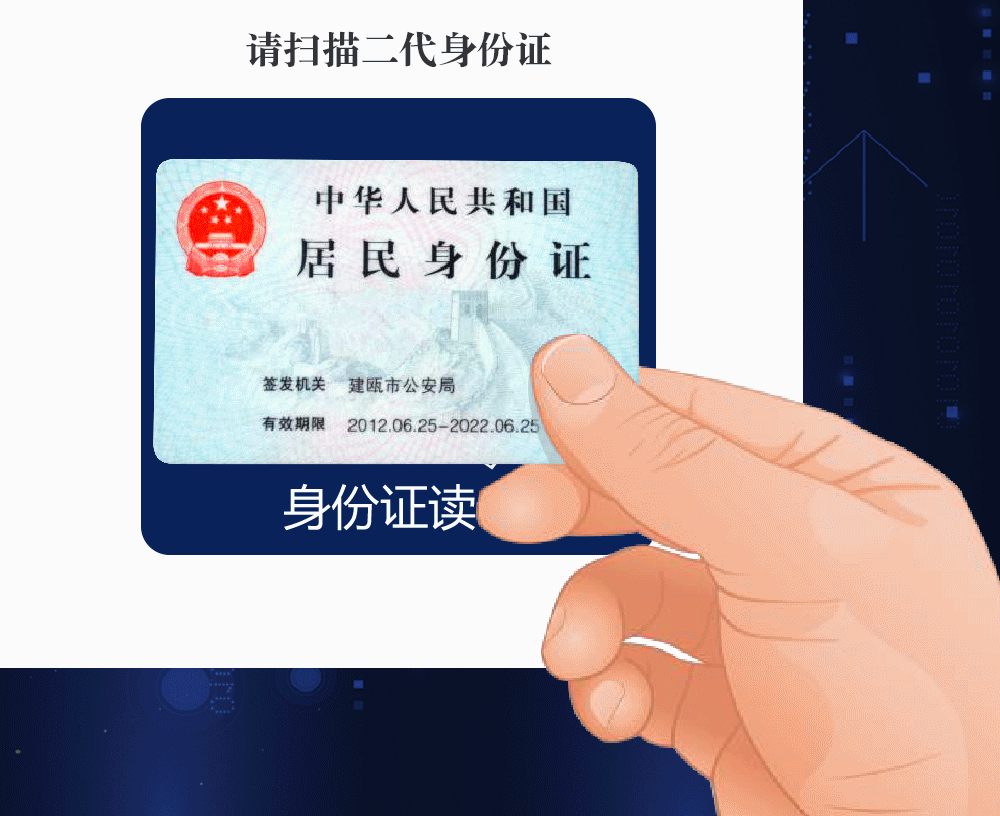 请扫描二代身份证
中华人民共和国
居民身份证
签发机关 建瓯市公安局
有效期限 2012.06.25-2022.06.25
身份证读